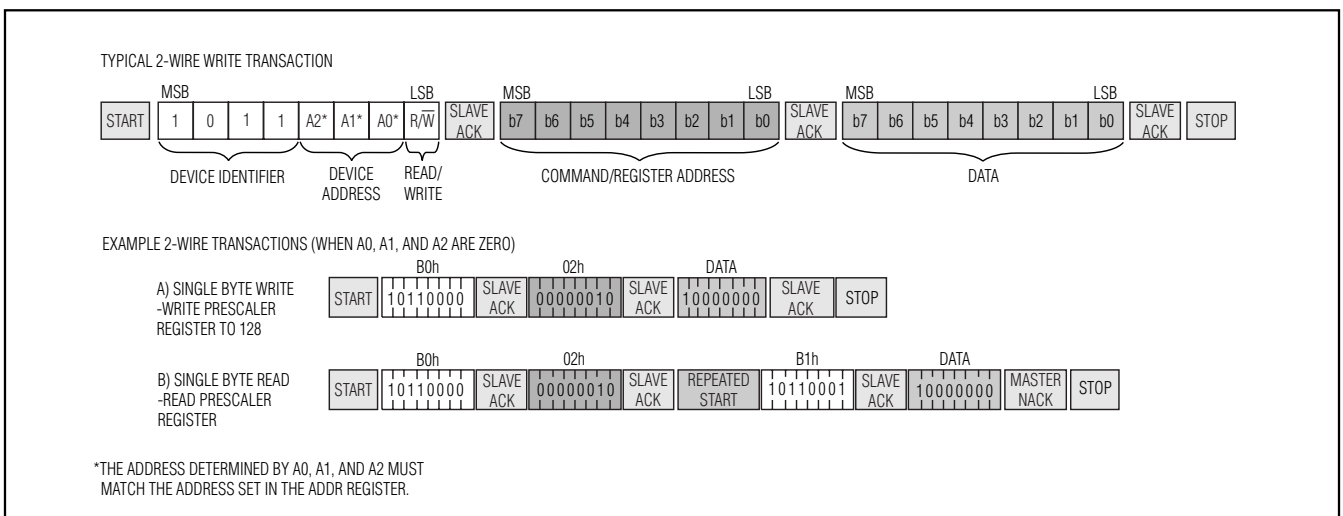 TYPICAL 2-WIRE WRITE TRANSACTION
MSB LSB MSB LSB MSB LSB
START 1 0 1 1 A2* A1* A0* R/W̅ SLAVE ACK b7 b6 b5 b4 b3 b2 b1 b0 SLAVE ACK b7 b6 b5 b4 b3 b2 b1 b0 SLAVE ACK STOP
DEVICE IDENTIFIER DEVICE ADDRESS READ/WRITE COMMAND/REGISTER ADDRESS DATA
EXAMPLE 2-WIRE TRANSACTIONS (WHEN A0, A1, AND A2 ARE ZERO)
B0h 02h DATA
A) SINGLE BYTE WRITE
-WRITE PRESCALER
REGISTER TO 128
START 10110000 SLAVE ACK 00000010 SLAVE ACK 10000000 SLAVE ACK STOP
B0h 02h B1h DATA
B) SINGLE BYTE READ
-READ PRESCALER
REGISTER
START 10110000 SLAVE ACK 00000010 SLAVE ACK REPEATED START 10110001 SLAVE ACK 10000000 MASTER NACK STOP
*THE ADDRESS DETERMINED BY A0, A1, AND A2 MUST
MATCH THE ADDRESS SET IN THE ADDR REGISTER.